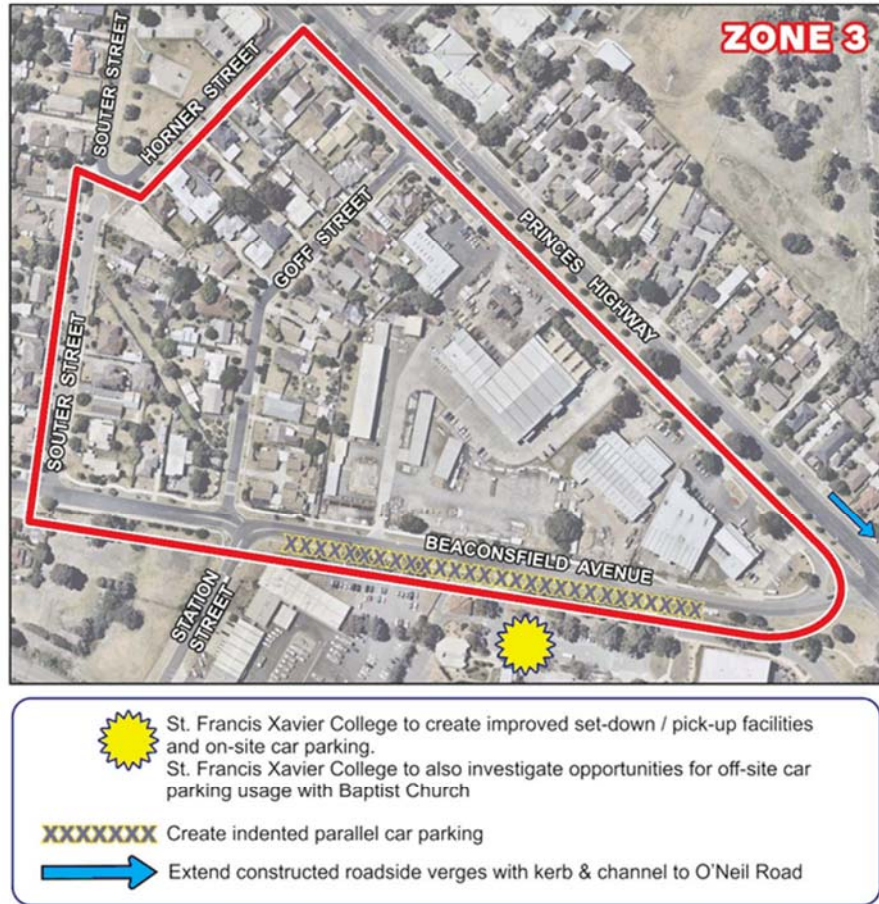 ZONE 3
SOUTER STREET
HORNER STREET
GOFF STREET
PRINCES HIGHWAY
SOUTER STREET
BEACONSFIELD AVENUE
XXXXXXXXXXXXXXXXXXXXXXXXXXX
STATION
STREET
St. Francis Xavier College to create improved set-down / pick-up facilities
and on-site car parking.
St. Francis Xavier College to also investigate opportunities for off-site car
parking usage with Baptist Church
XXXXXXX Create indented parallel car parking
Extend constructed roadside verges with kerb & channel to O'Neil Road